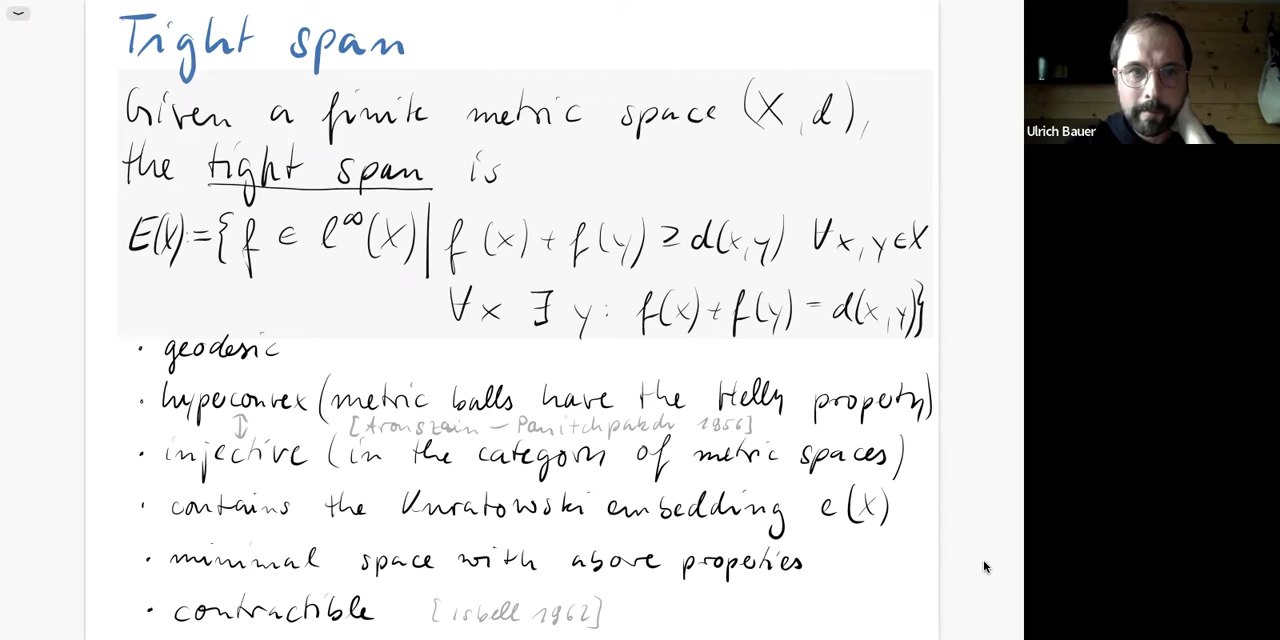 Tight span
Given a finite metric space (X, d),
the tight span is
E(X) := { f ∈ ℓ^∞(X) | f(x) + f(y) ≥ d(x,y) ∀x, y ∈ X
∀x ∃ y: f(x) + f(y) = d(x,y)}
· geodesic
· hypeconvex (metric balls have the Helly property)
↕ [Aronszain – Panitchpakdi 1956]
· injective (in the category of metric spaces)
· contains the Kuratowski embedding e(X)
· minimal space with above properties
· contractible [isbell 1962]
Ulrich Bauer